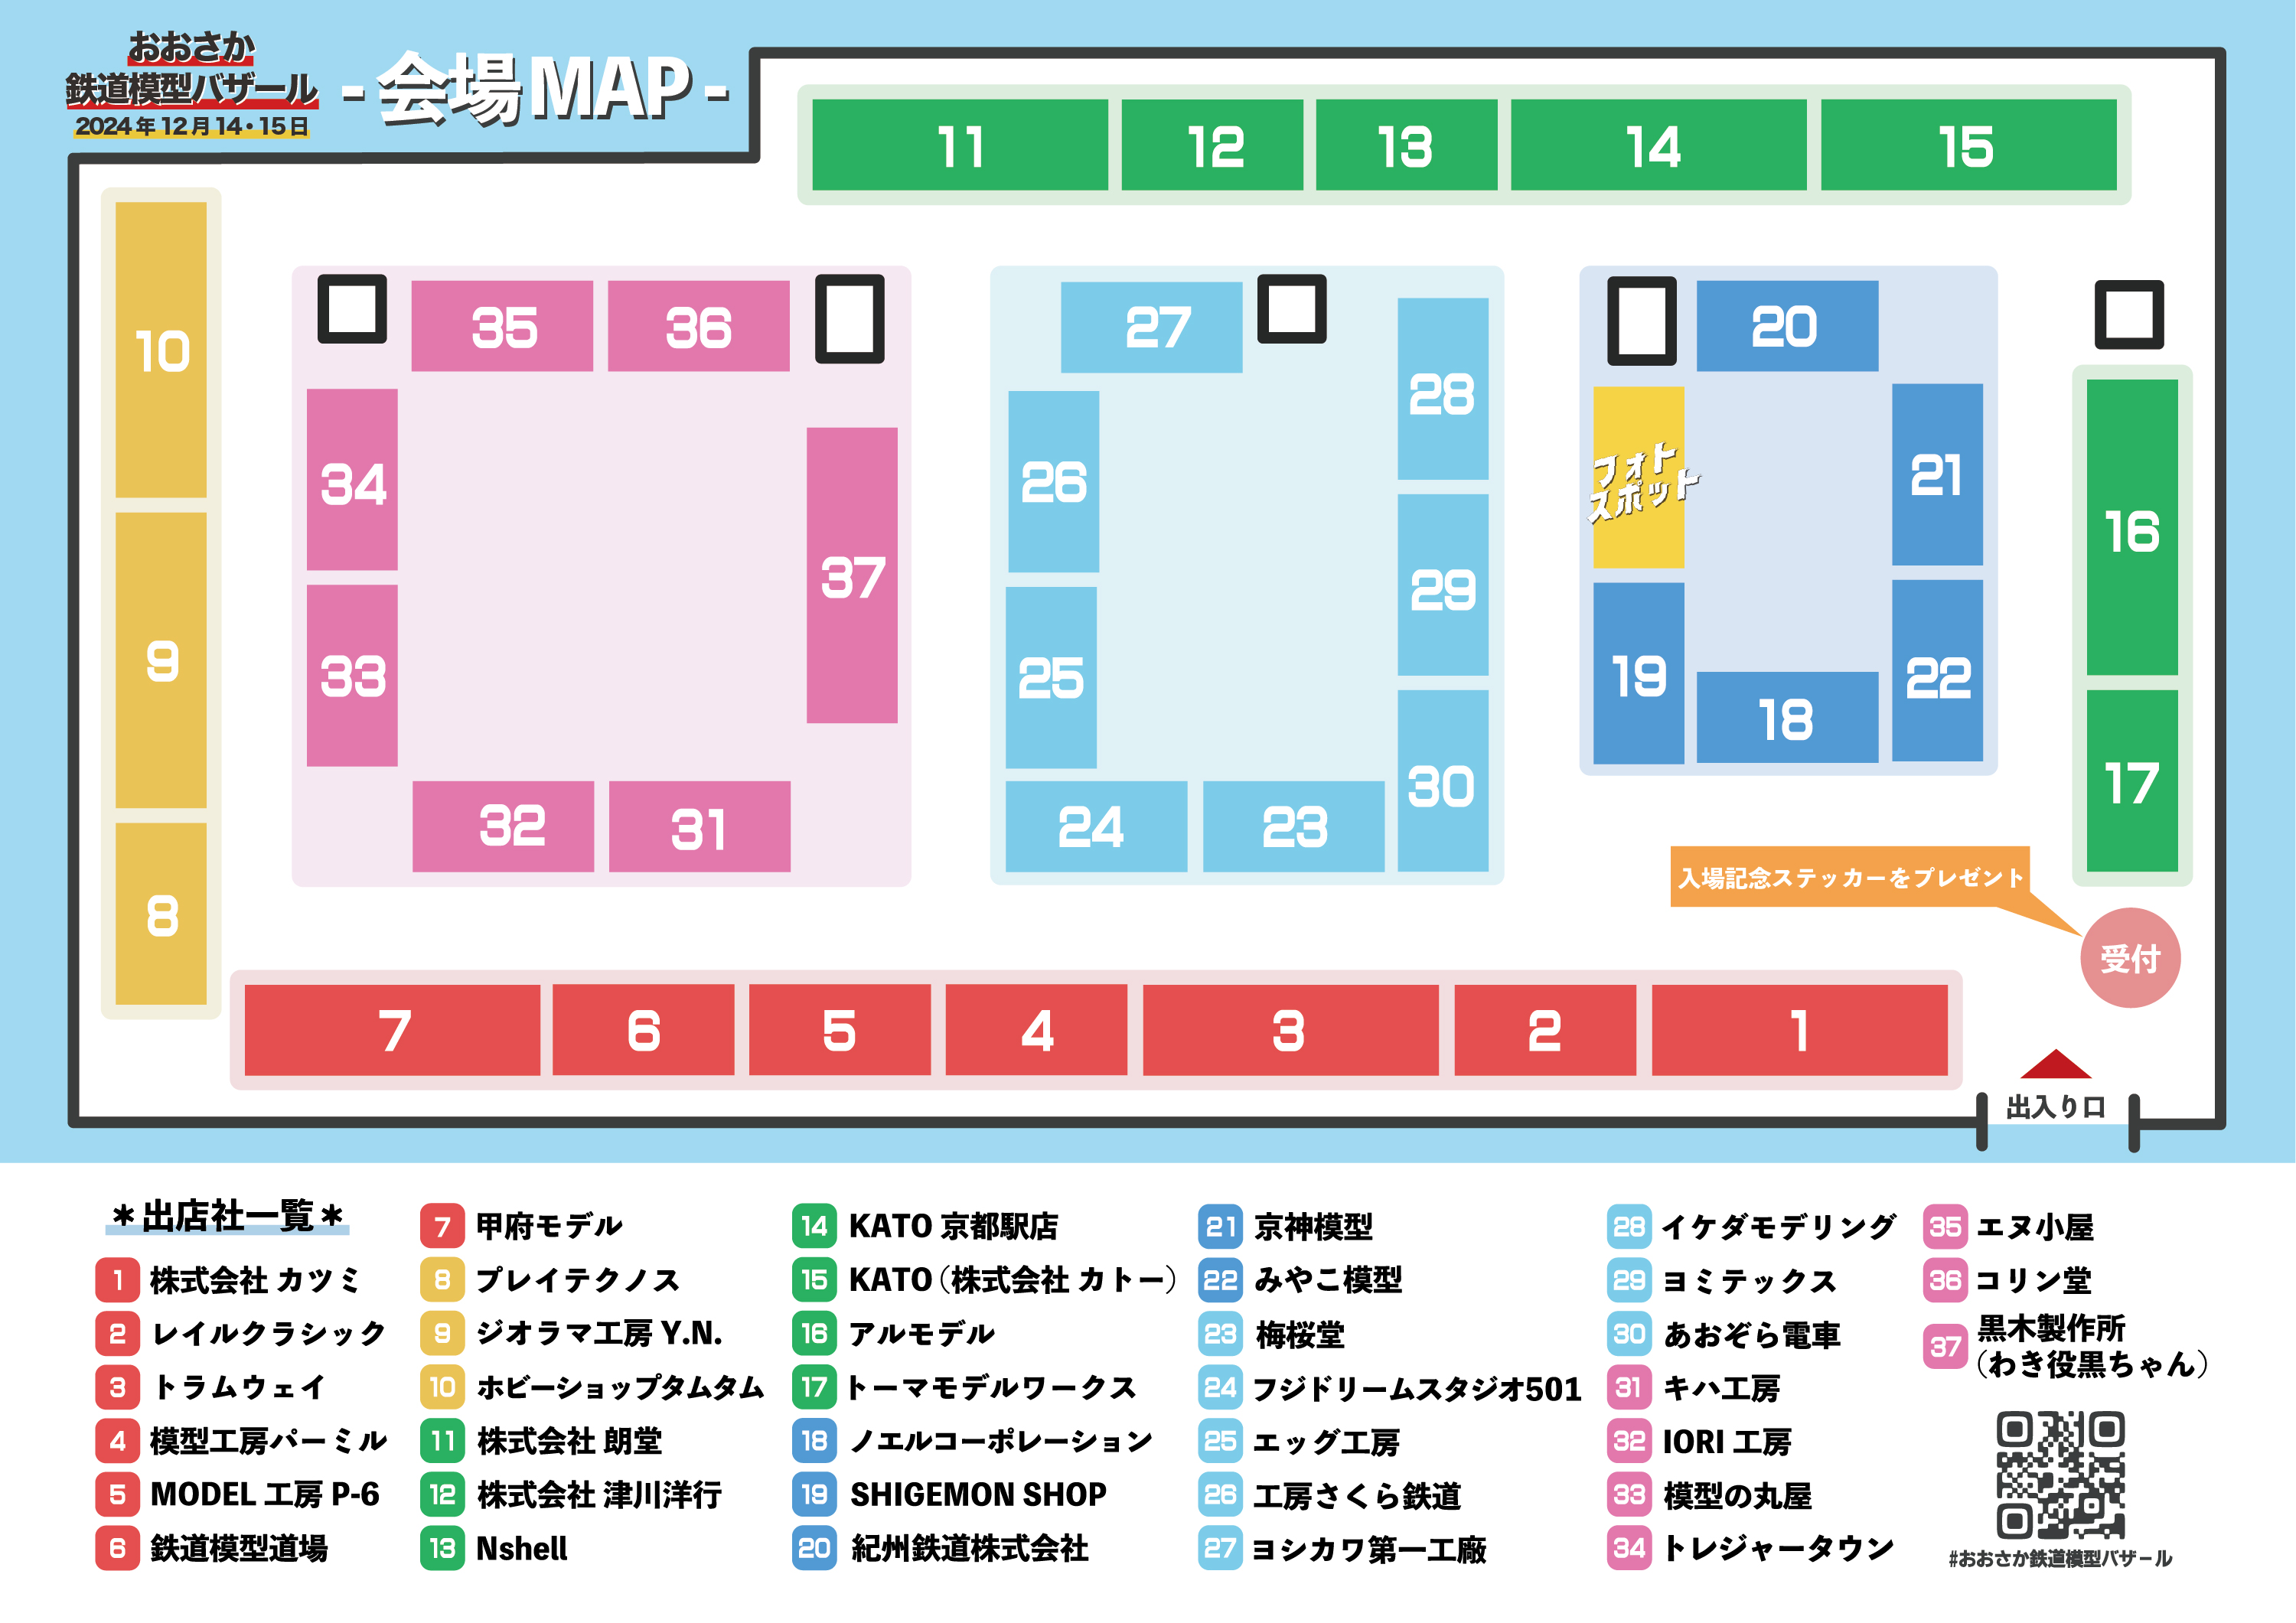 おおさか
鉄道模型バザール
2024年12月14・15日
- 会場MAP -
11
12
13
14
15
10
9
8
35
36
34
33
37
32
31
27
28
26
29
25
30
24
23
20
フォト
スポット
21
19
22
18
16
17
入場記念ステッカーをプレゼント
受付
7
6
5
4
3
2
1
出入り口
＊出店社一覧＊
1 株式会社 カツミ
2 レイルクラシック
3 トラムウェイ
4 模型工房パーミル
5 MODEL 工房 P-6
6 鉄道模型道場
7 甲府モデル
8 プレイテクノス
9 ジオラマ工房 Y.N.
10 ホビーショップタムタム
11 株式会社 朗堂
12 株式会社 津川洋行
13 Nshell
14 KATO 京都駅店
15 KATO（株式会社 カトー）
16 アルモデル
17 トーマモデルワークス
18 ノエルコーポレーション
19 SHIGEMON SHOP
20 紀州鉄道株式会社
21 京神模型
22 みやこ模型
23 梅桜堂
24 フジドリームスタジオ501
25 エッグ工房
26 工房さくら鉄道
27 ヨシカワ第一工廠
28 イケダモデリング
29 ヨミテックス
30 あおぞら電車
31 キハ工房
32 IORI 工房
33 模型の丸屋
34 トレジャータウン
35 エヌ小屋
36 コリン堂
37 黒木製作所
（わき役黒ちゃん）
#おおさか鉄道模型バザール